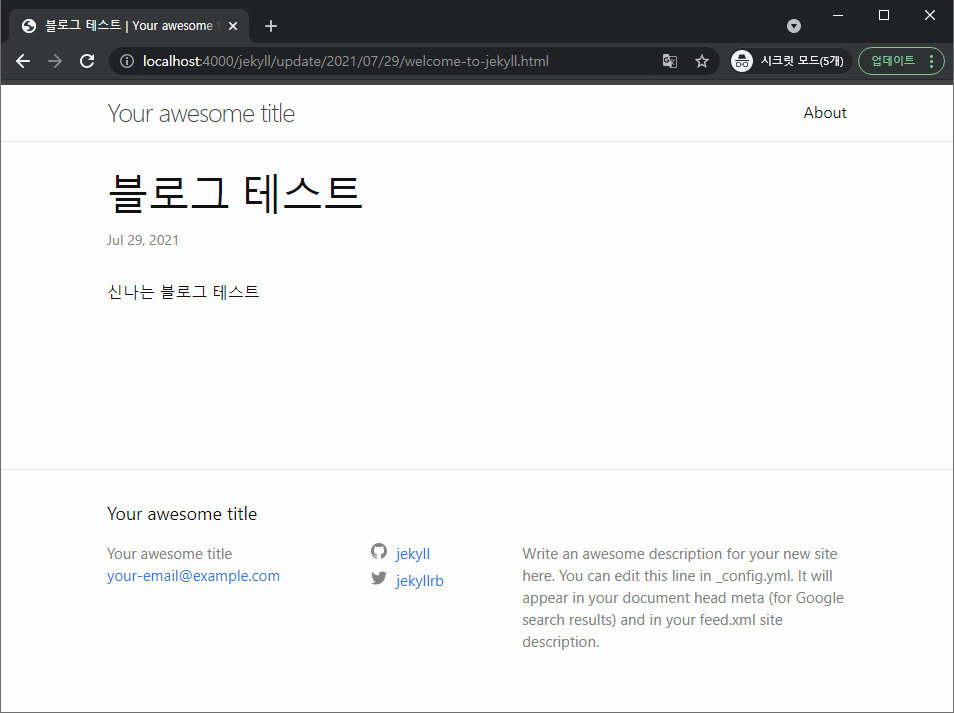 블로그 테스트 | Your awesome
localhost:4000/jekyll/update/2021/07/29/welcome-to-jekyll.html
시크릿 모드(5개)
업데이트
Your awesome title
About
블로그 테스트
Jul 29, 2021
신나는 블로그 테스트
Your awesome title
Your awesome title
your-email@example.com
jekyll
jekyllrb
Write an awesome description for your new site
here. You can edit this line in _config.yml. It will
appear in your document head meta (for Google
search results) and in your feed.xml site
description.